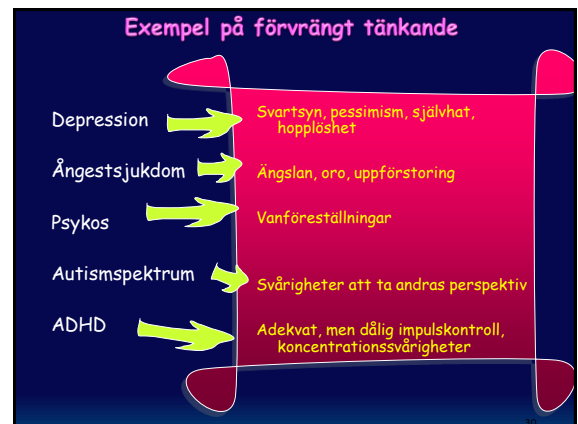 Exempel på förvrängt tänkande
Depression
Svartsyn, pessimism, självhat,
hopplöshet
Ångestsjukdom
Ängslan, oro, uppförstoring
Psykos
Vanföreställningar
Autismspektrum
Svårigheter att ta andras perspektiv
ADHD
Adekvat, men dålig impulskontroll,
koncentrationssvårigheter
30